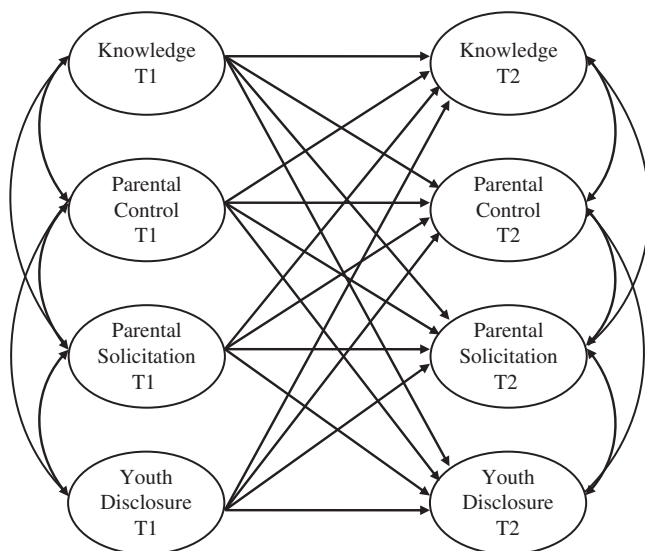 Knowledge
T1
Knowledge
T2
Parental
Control
T1
Parental
Control
T2
Parental
Solicitation
T1
Parental
Solicitation
T2
Youth
Disclosure
T1
Youth
Disclosure
T2